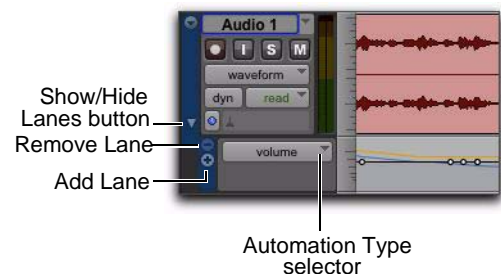 Audio 1
I S M
waveform
dyn read
Show/Hide
Lanes button
Remove Lane
Add Lane
volume
Automation Type
selector